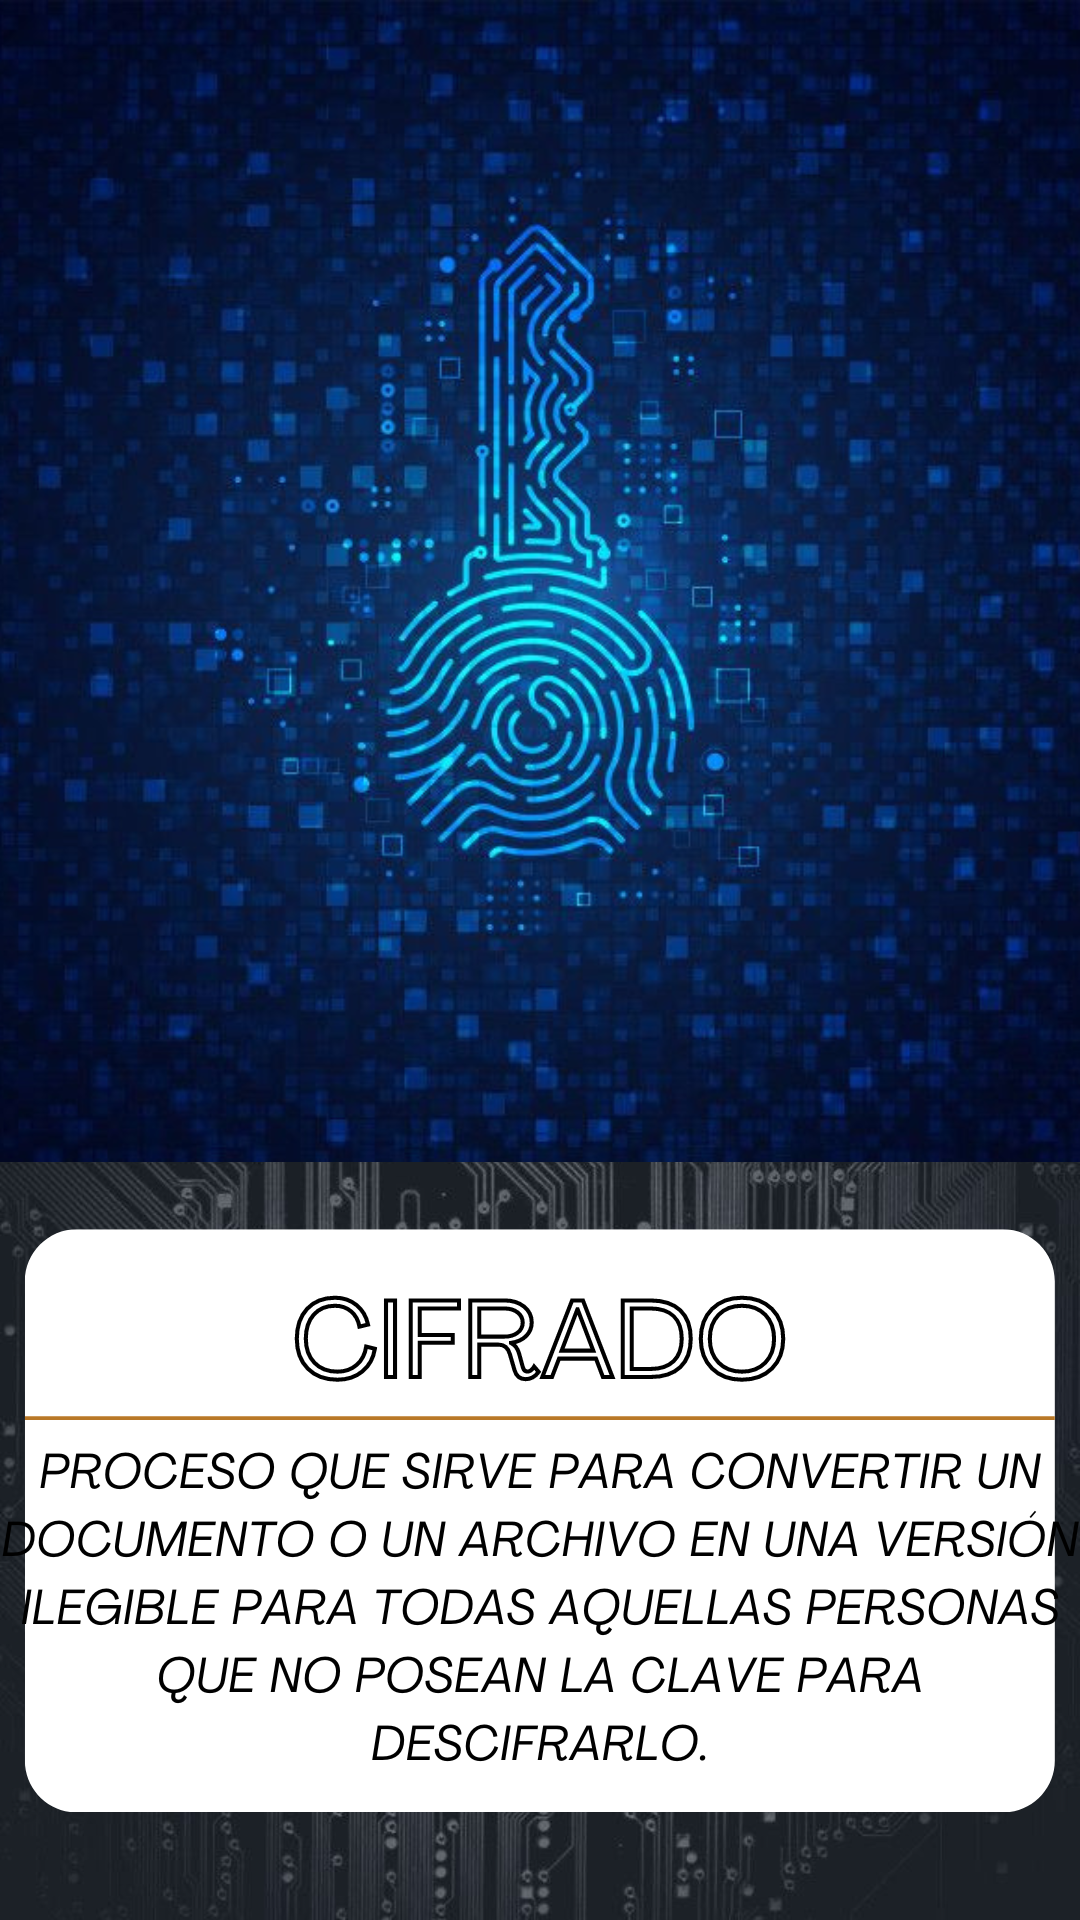 CIFRADO
PROCESO QUE SIRVE PARA CONVERTIR UN
DOCUMENTO O UN ARCHIVO EN UNA VERSIÓN
ILEGIBLE PARA TODAS AQUELLAS PERSONAS
QUE NO POSEAN LA CLAVE PARA
DESCIFRARLO.